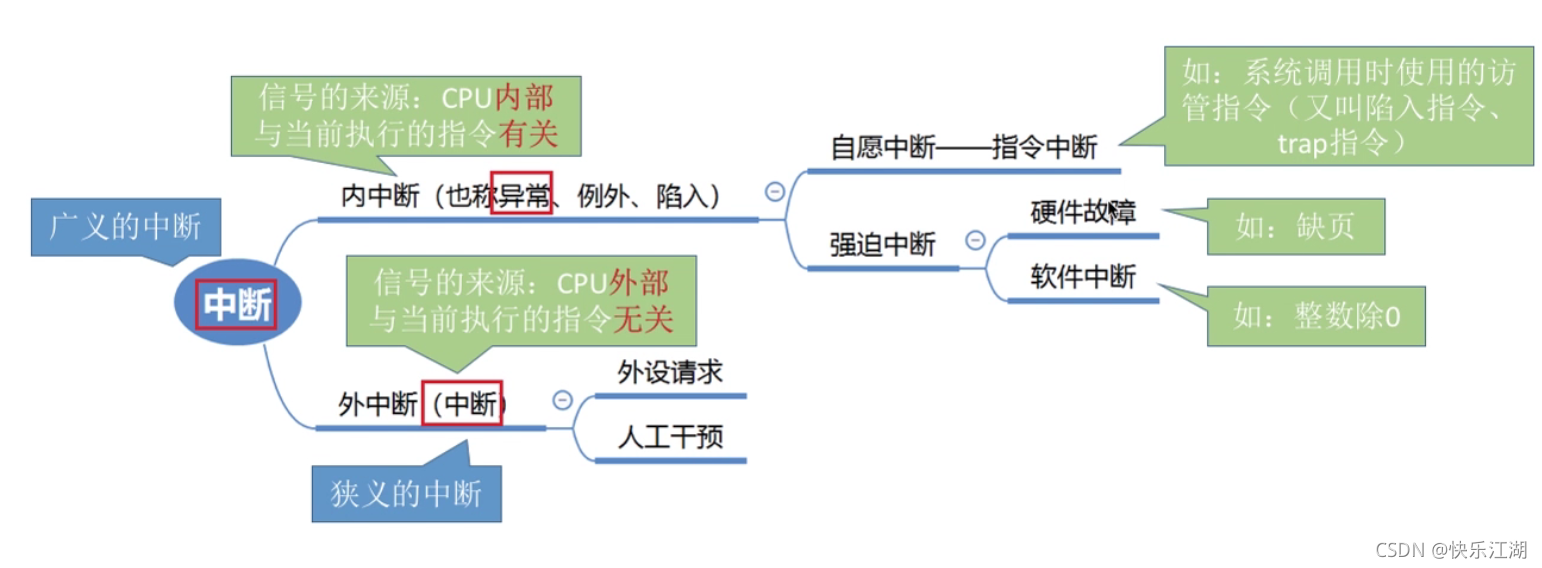 广义的中断
中断
信号的来源：CPU内部
与当前执行的指令有关
内中断（也称异常、例外、陷入）
自愿中断——指令中断
如：系统调用时使用的访
管指令（又叫陷入指令、
trap指令）
强迫中断
硬件故障
如：缺页
软件中断
如：整数除0
信号的来源：CPU外部
与当前执行的指令无关
外中断（中断）
狭义的中断
外设请求
人工干预
CSDN @快乐江湖